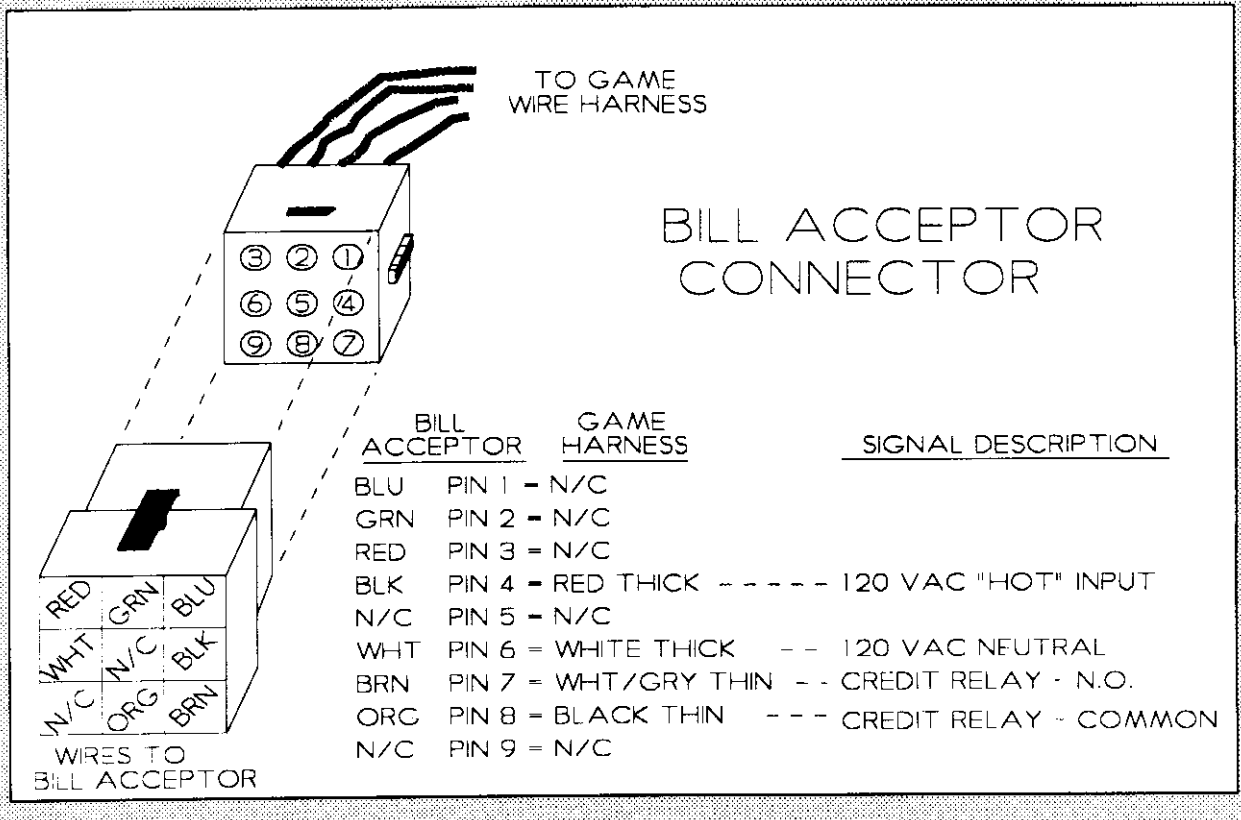 TO GAME
WIRE HARNESS
BILL ACCEPTOR
CONNECTOR
3 2 1
6 5 4
9 8 7
BILL ACCEPTOR GAME HARNESS SIGNAL DESCRIPTION
BLU PIN 1 = N/C
GRN PIN 2 = N/C
RED PIN 3 = N/C
BLK PIN 4 = RED THICK ----- 120 VAC "HOT" INPUT
N/C PIN 5 = N/C
WHT PIN 6 = WHITE THICK -- 120 VAC NEUTRAL
BRN PIN 7 = WHT/GRY THIN -- CREDIT RELAY - N.O.
ORG PIN 8 = BLACK THIN --- CREDIT RELAY - COMMON
N/C PIN 9 = N/C
RED GRN BLU
WHT N/C BLK
N/C ORG BRN
WIRES TO
BILL ACCEPTOR